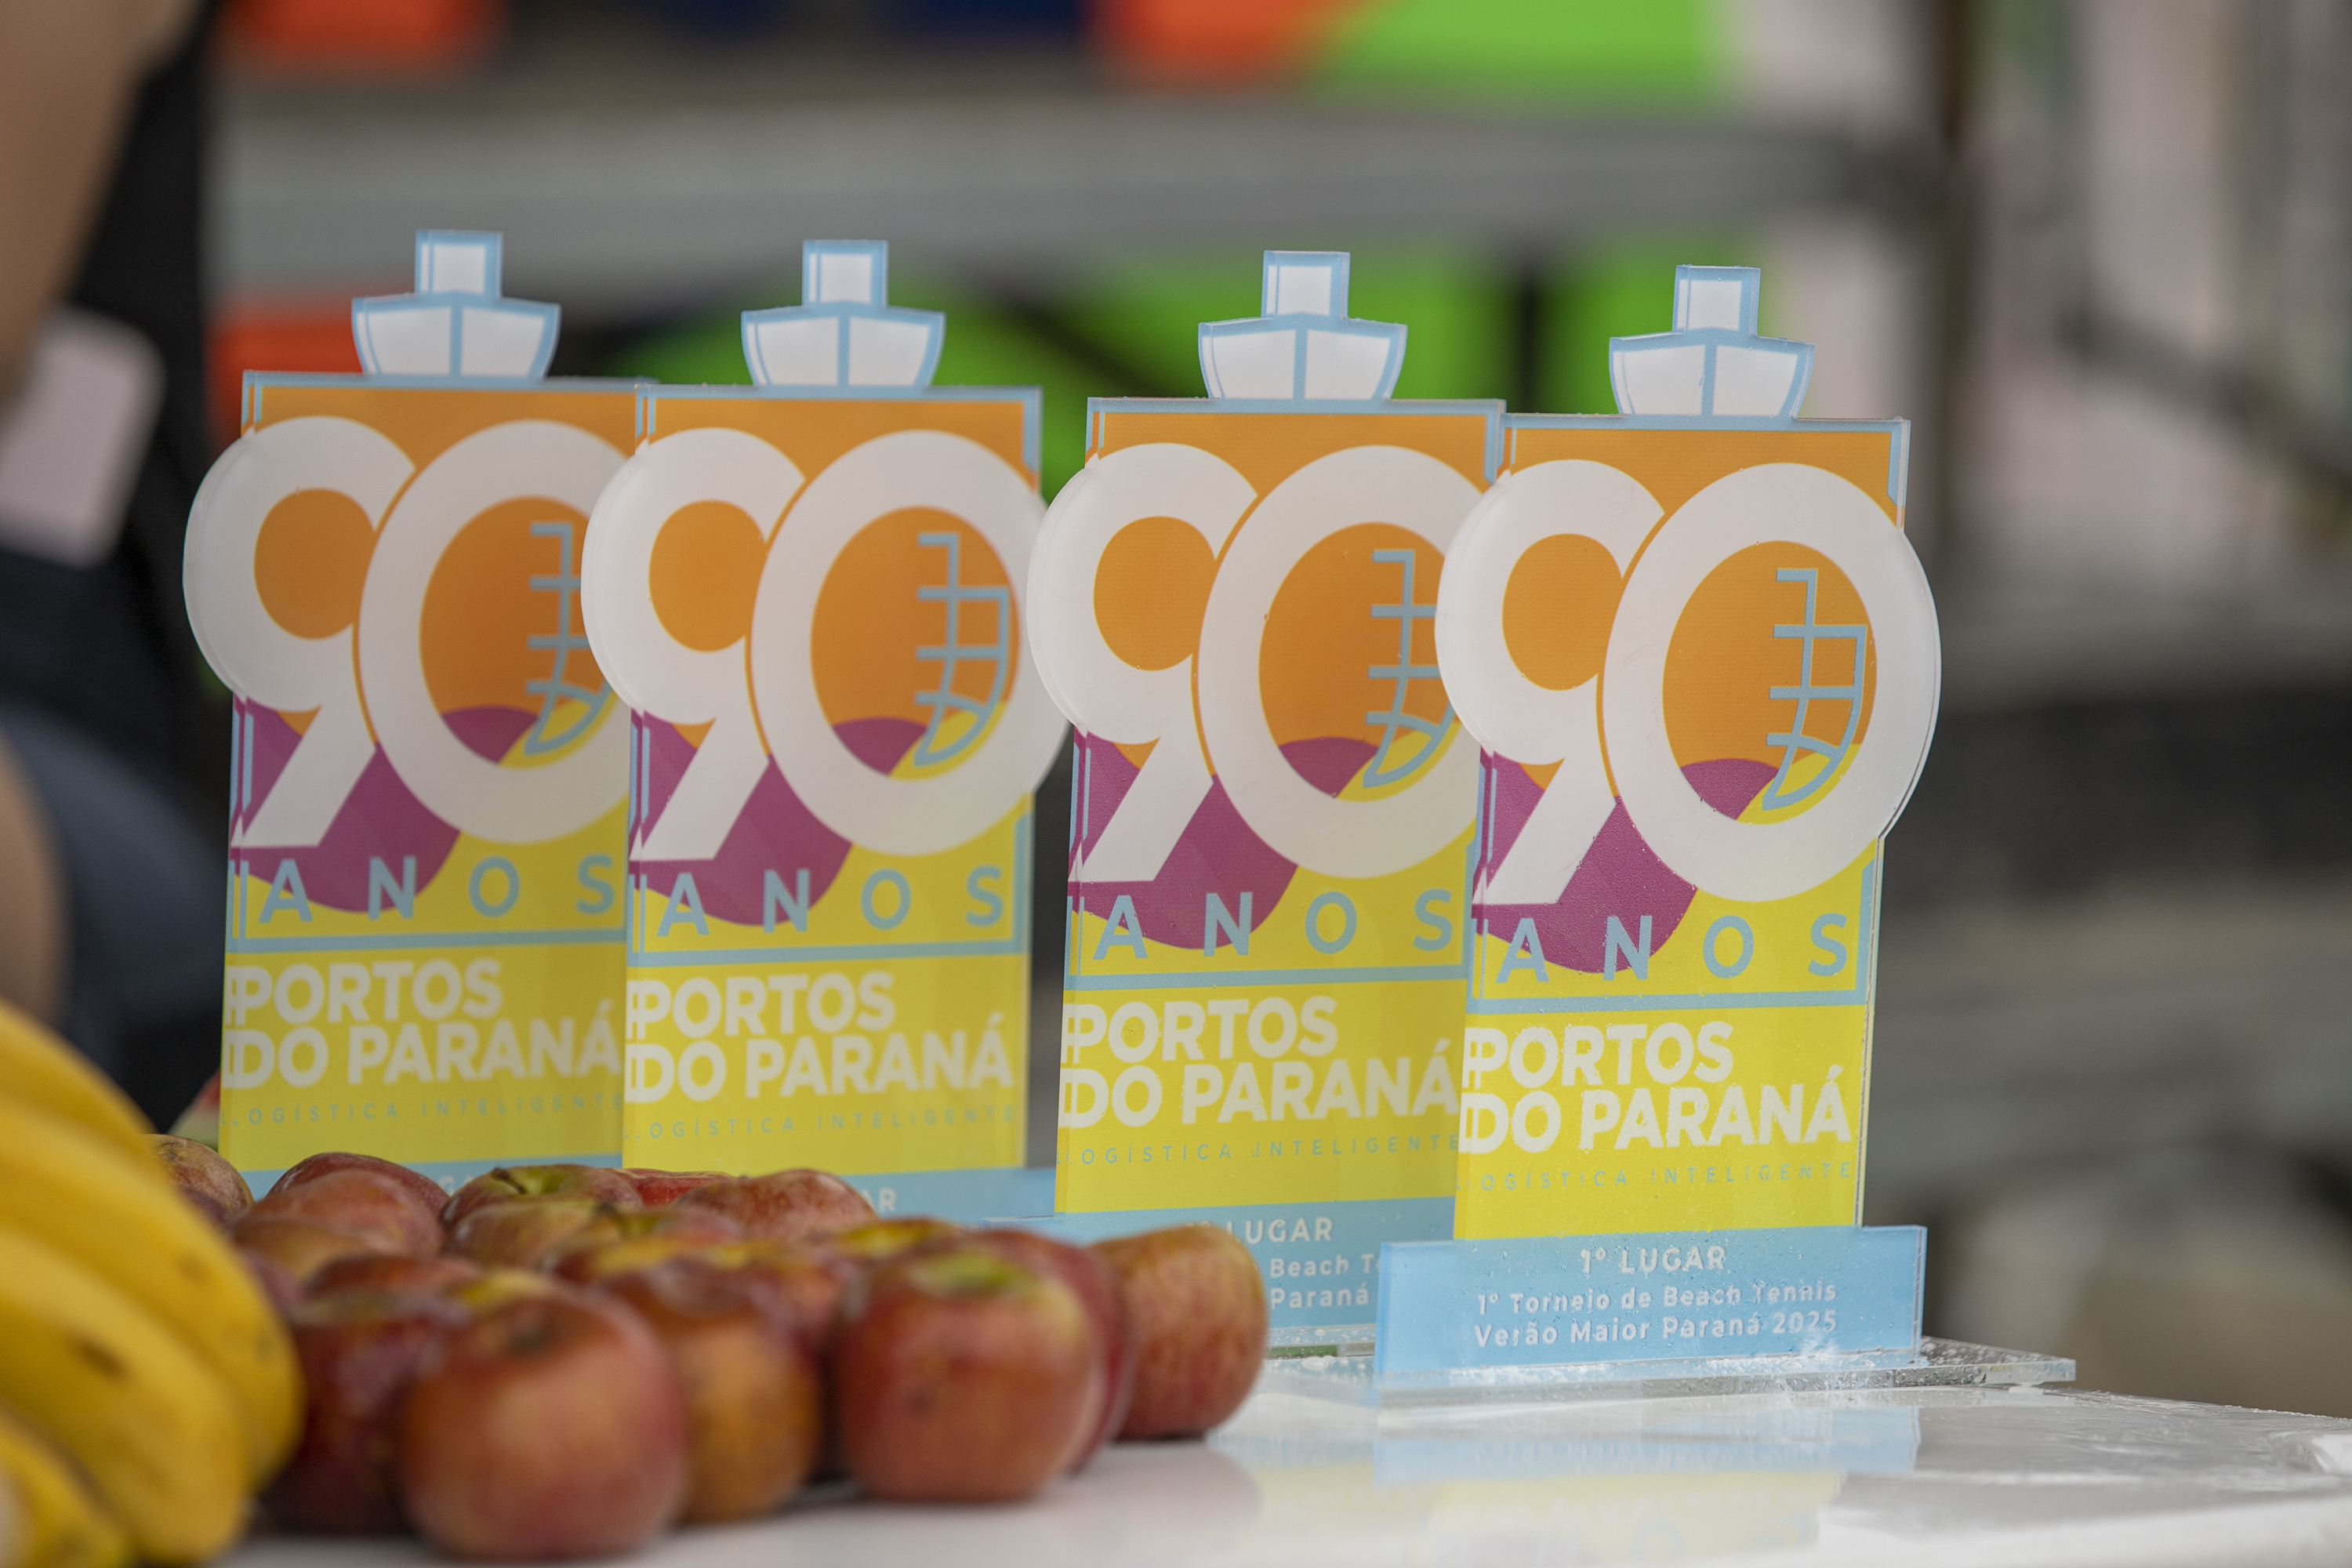 90
ANOS
PORTOS
DO PARANÁ
LOGÍSTICA INTELIGENTE
90
ANOS
PORTOS
DO PARANÁ
LOGÍSTICA INTELIGENTE
90
ANOS
PORTOS
DO PARANÁ
LOGÍSTICA INTELIGENTE
LUGAR
Beach
Paraná
90
ANOS
PORTOS
DO PARANÁ
LOGÍSTICA INTELIGENTE
1º LUGAR
1º Torneio de Beach Tennis
Verão Maior Paraná 2025